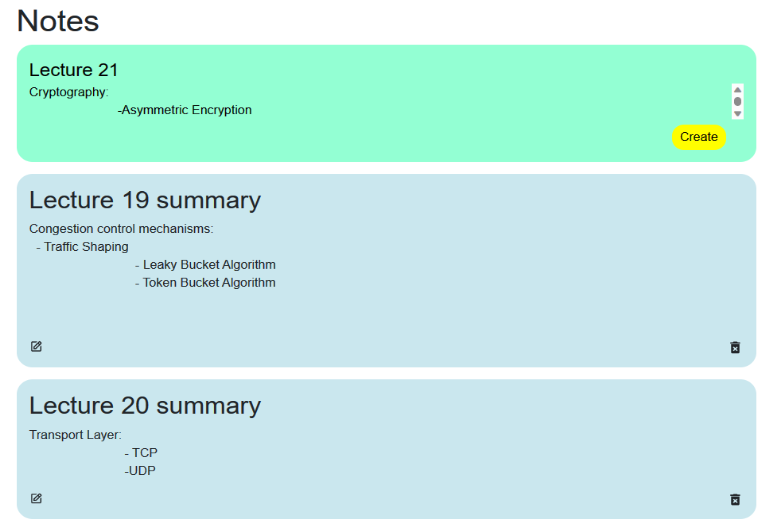 Notes
Lecture 21
Cryptography:
-Asymmetric Encryption
Create
Lecture 19 summary
Congestion control mechanisms:
- Traffic Shaping
- Leaky Bucket Algorithm
- Token Bucket Algorithm
Lecture 20 summary
Transport Layer:
- TCP
-UDP